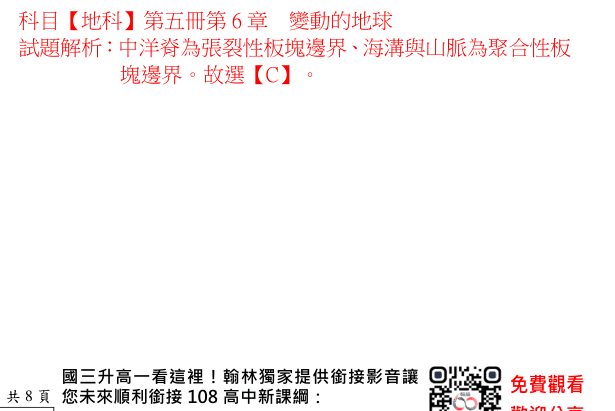 科目【地科】第五冊第 6 章　變動的地球
試題解析：中洋脊為張裂性板塊邊界、海溝與山脈為聚合性板
塊邊界。故選【C】。
國三升高一看這裡！翰林獨家提供銜接影音讓
您未來順利銜接 108 高中新課綱：
免費觀看
歡迎分享
共 8 頁